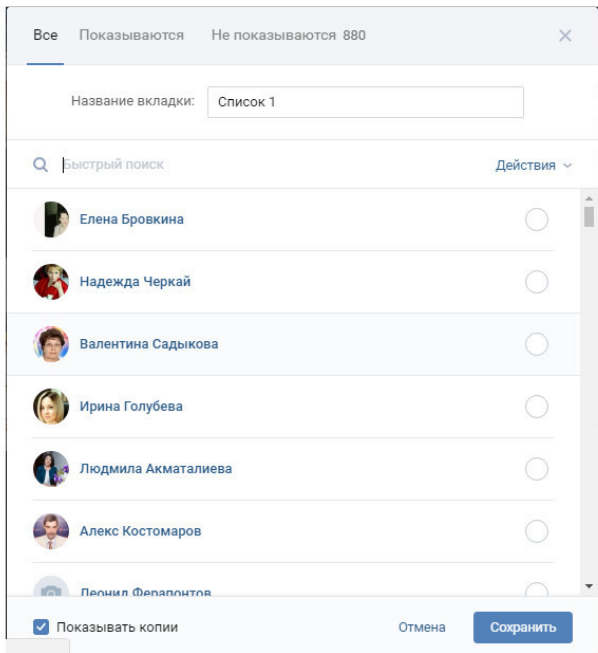 Все Показываются Не показываются 880
Название вкладки: Список 1
Быстрый поиск Действия
Елена Бровкина
Надежда Черкай
Валентина Садыкова
Ирина Голубева
Людмила Акматалиева
Алекс Костомаров
Леонид Ферапонтов
Показывать копии Отмена Сохранить